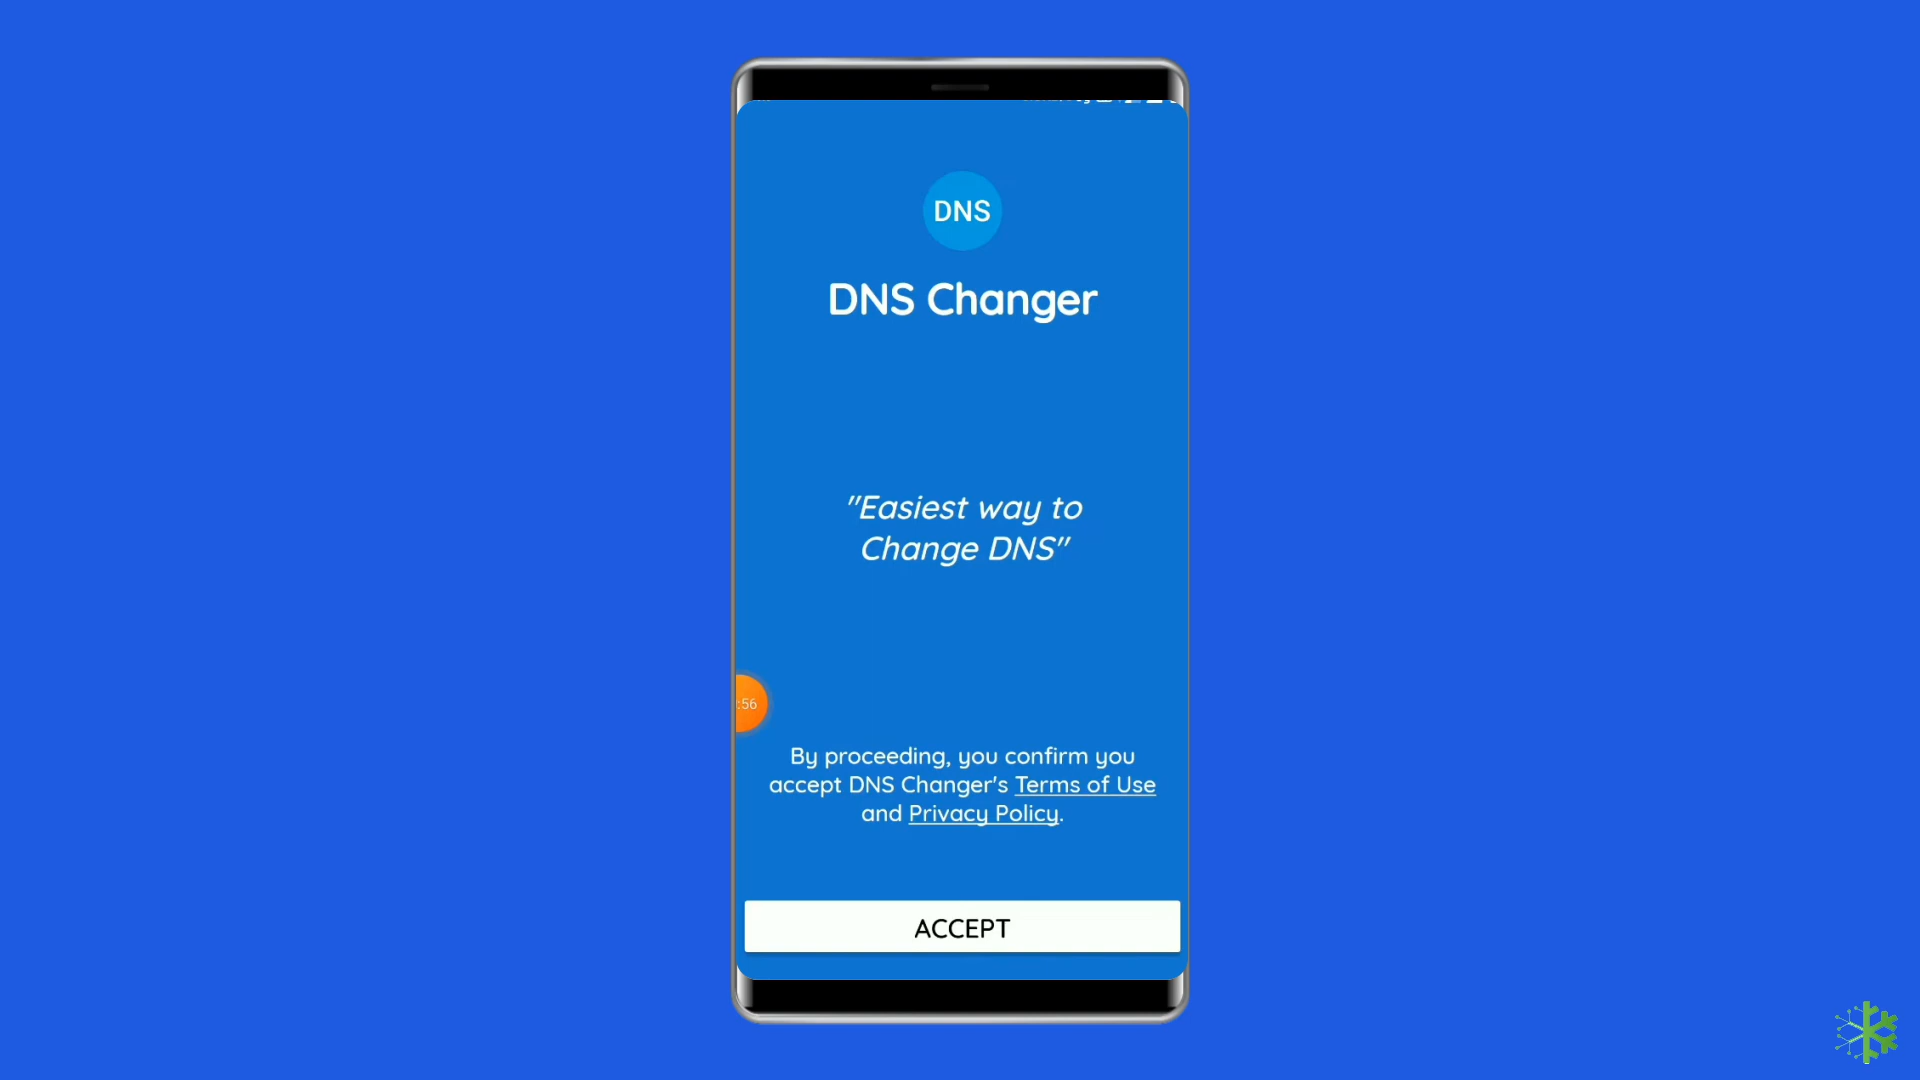 DNS
DNS Changer
"Easiest way to
Change DNS"
:56
By proceeding, you confirm you
accept DNS Changer's Terms of Use
and Privacy Policy.
ACCEPT